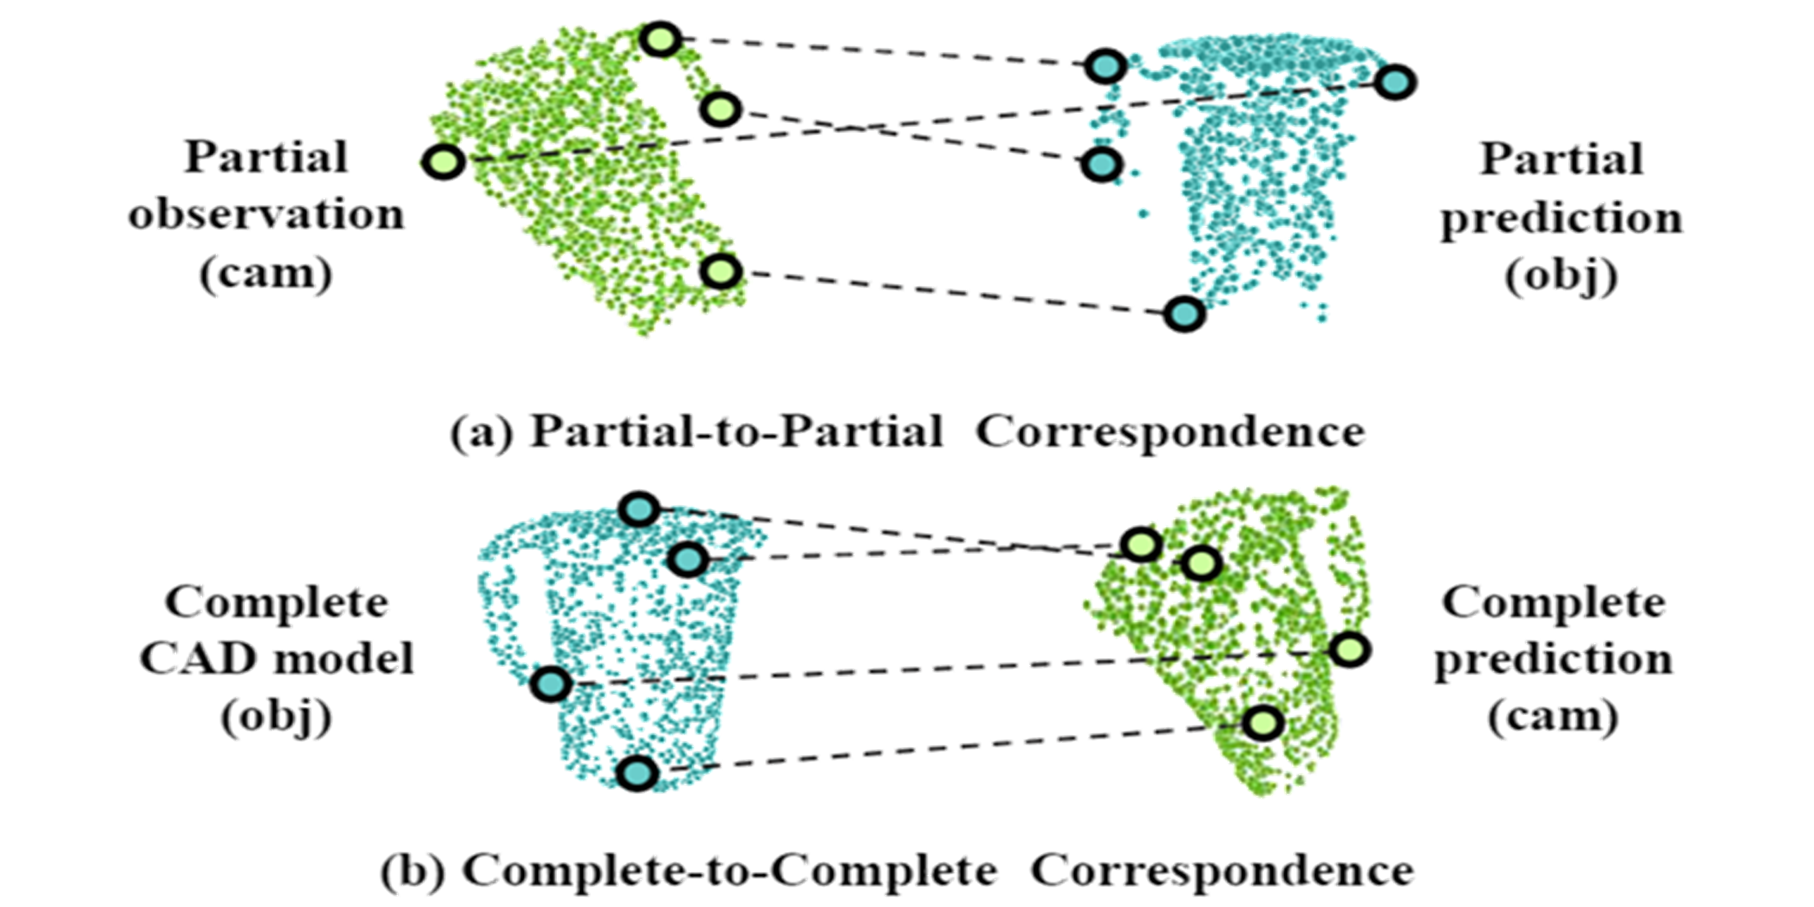 Partial
observation
(cam)
Partial
prediction
(obj)
(a) Partial-to-Partial Correspondence
Complete
CAD model
(obj)
Complete
prediction
(cam)
(b) Complete-to-Complete Correspondence